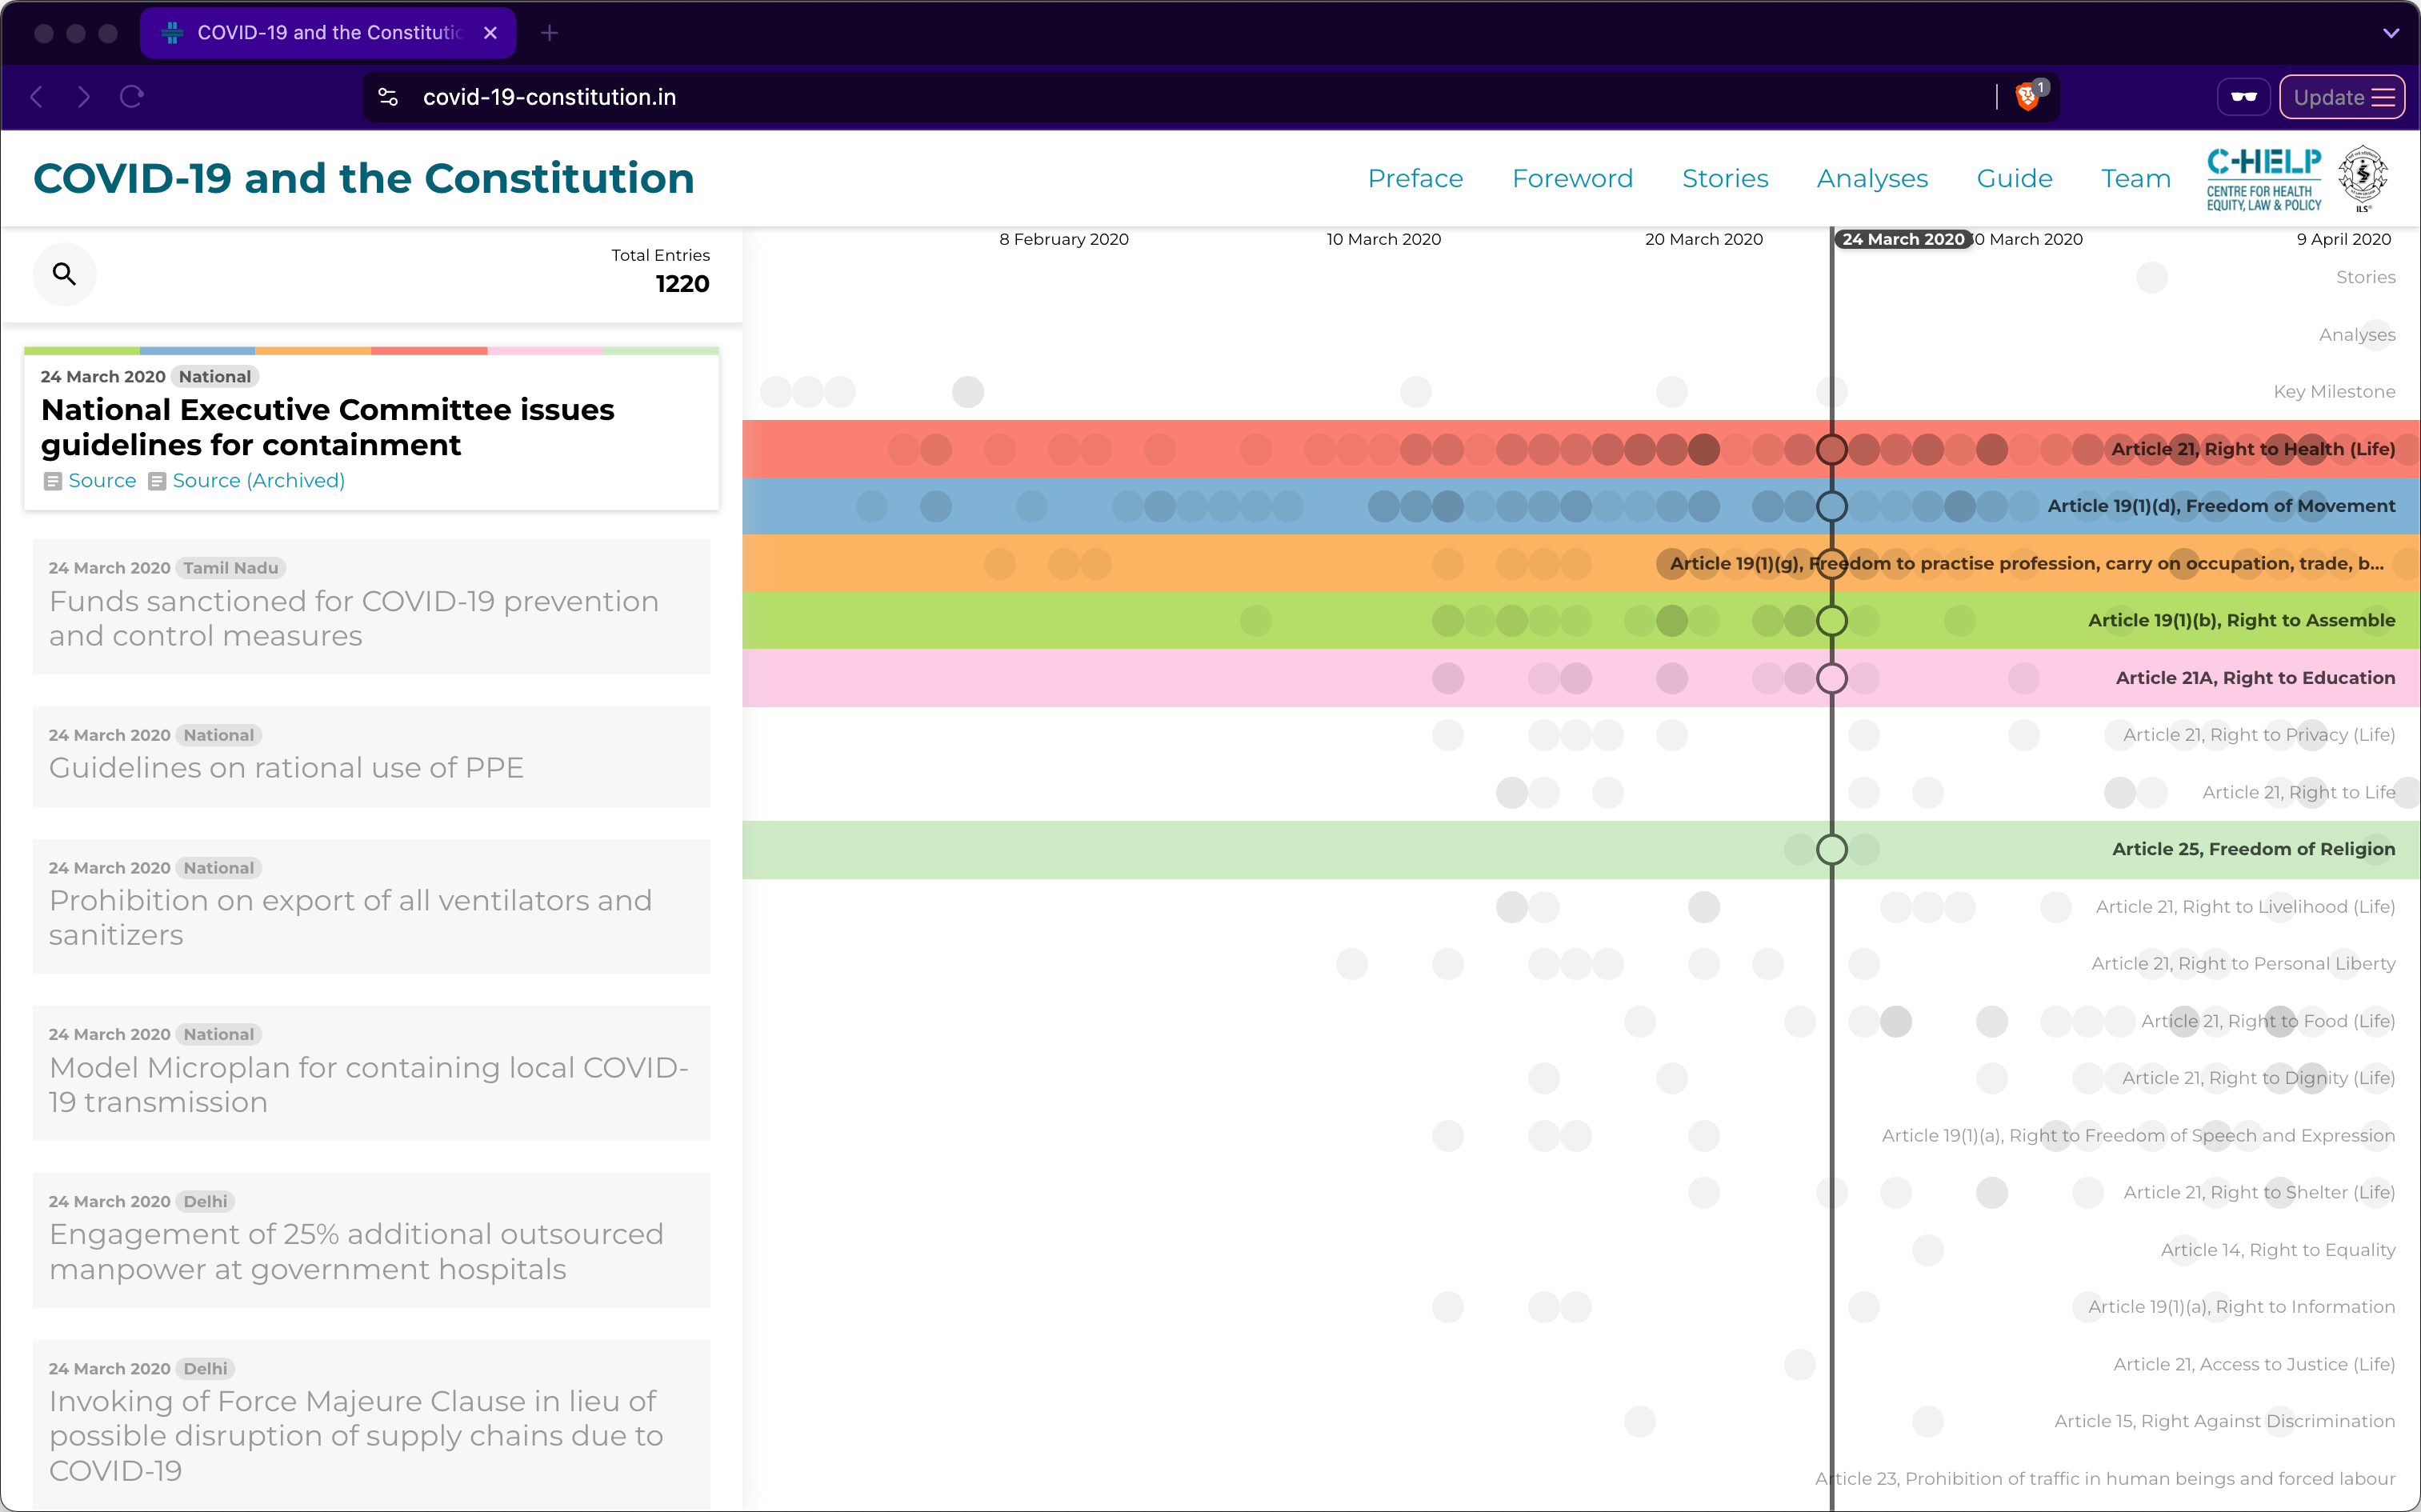 COVID-19 and the Constitutio
covid-19-constitution.in
1
Update
COVID-19 and the Constitution
Preface
Foreword
Stories
Analyses
Guide
Team
C-HELP
CENTRE FOR HEALTH
EQUITY, LAW & POLICY
ILS
Total Entries
1220
24 March 2020 National
National Executive Committee issues
guidelines for containment
Source Source (Archived)
24 March 2020 Tamil Nadu
Funds sanctioned for COVID-19 prevention
and control measures
24 March 2020 National
Guidelines on rational use of PPE
24 March 2020 National
Prohibition on export of all ventilators and
sanitizers
24 March 2020 National
Model Microplan for containing local COVID-
19 transmission
24 March 2020 Delhi
Engagement of 25% additional outsourced
manpower at government hospitals
24 March 2020 Delhi
Invoking of Force Majeure Clause in lieu of
possible disruption of supply chains due to
COVID-19
8 February 2020
10 March 2020
20 March 2020
24 March 2020
0 March 2020
9 April 2020
Stories
Analyses
Key Milestone
Article 21, Right to Health (Life)
Article 19(1)(d), Freedom of Movement
Article 19(1)(g), Freedom to practise profession, carry on occupation, trade, b...
Article 19(1)(b), Right to Assemble
Article 21A, Right to Education
Article 21, Right to Privacy (Life)
Article 21, Right to Life
Article 25, Freedom of Religion
Article 21, Right to Livelihood (Life)
Article 21, Right to Personal Liberty
Article 21, Right to Food (Life)
Article 21, Right to Dignity (Life)
Article 19(1)(a), Right to Freedom of Speech and Expression
Article 21, Right to Shelter (Life)
Article 14, Right to Equality
Article 19(1)(a), Right to Information
Article 21, Access to Justice (Life)
Article 15, Right Against Discrimination
Article 23, Prohibition of traffic in human beings and forced labour